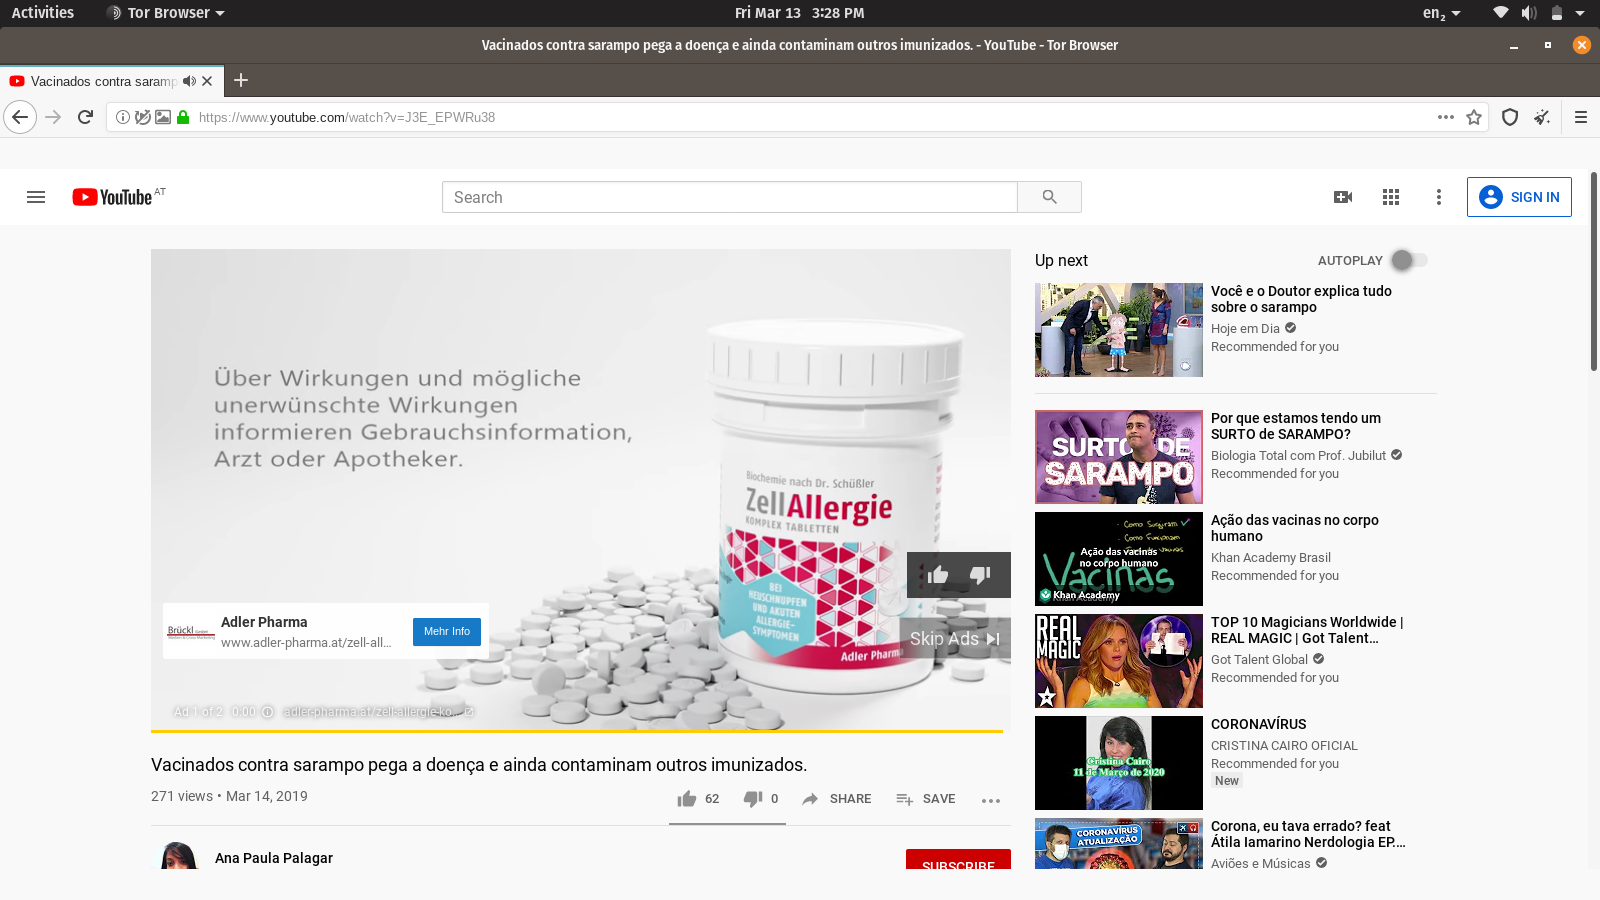 Activities
Tor Browser
Fri Mar 13 3:28 PM
en₂
Vacinados contra sarampo pega a doença e ainda contaminam outros imunizados. - YouTube - Tor Browser
Vacinados contra saramp
https://www.youtube.com/watch?v=J3E_EPWRu38
YouTube AT
Search
SIGN IN
Über Wirkungen und mögliche
unerwünschte Wirkungen
informieren Gebrauchsinformation,
Arzt oder Apotheker.
Biochemie nach Dr. Schüßler
ZellAllergie
KOMPLEX TABLETTEN
BEI
HEUSCHNUPFEN
UND AKUTEN
ALLERGIE-
SYMPTOMEN
Adler Pharma
Brückl GmbH
Adler Pharma
www.adler-pharma.at/zell-all...
Mehr Info
Skip Ads
Ad 1 of 2 · 0:00
adler-pharma.at/zell-allergie-ko...
Vacinados contra sarampo pega a doença e ainda contaminam outros imunizados.
271 views • Mar 14, 2019
62
0
SHARE
SAVE
Ana Paula Palagar
SUBSCRIBE
Up next
AUTOPLAY
Você e o Doutor explica tudo
sobre o sarampo
Hoje em Dia
Recommended for you
SURTO DE
SARAMPO
Por que estamos tendo um
SURTO de SARAMPO?
Biologia Total com Prof. Jubilut
Recommended for you
- Como Surgiram
- Como Funcionam
Ação das vacinas
no corpo humano
Vacinas
Khan Academy
Ação das vacinas no corpo
humano
Khan Academy Brasil
Recommended for you
REAL
MAGIC
TOP 10 Magicians Worldwide |
REAL MAGIC | Got Talent...
Got Talent Global
Recommended for you
Cristina Cairo
11 de Março de 2020
CORONAVÍRUS
CRISTINA CAIRO OFICIAL
Recommended for you
New
CORONAVÍRUS
ATUALIZAÇÃO
Corona, eu tava errado? feat
Átila Iamarino Nerdologia EP....
Aviões e Músicas